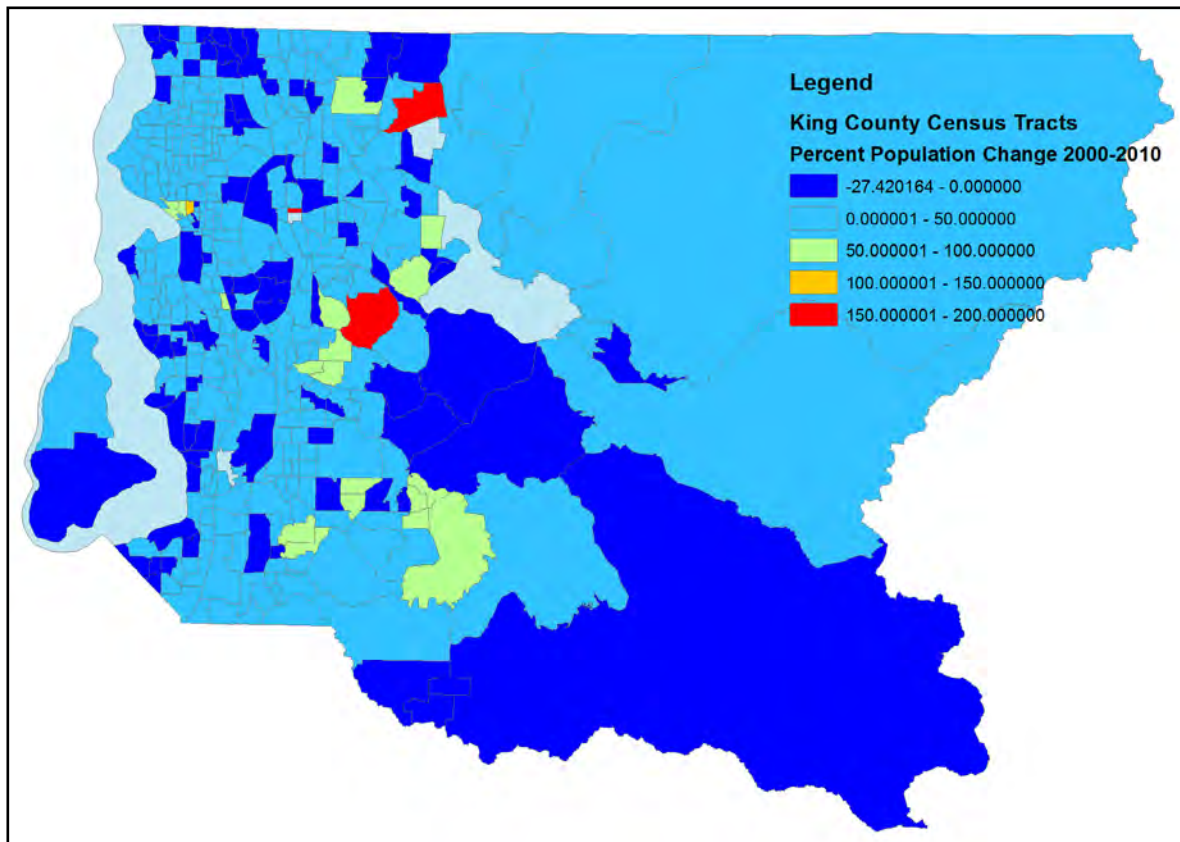 Legend
King County Census Tracts
Percent Population Change 2000-2010
-27.420164 - 0.000000
0.000001 - 50.000000
50.000001 - 100.000000
100.000001 - 150.000000
150.000001 - 200.000000